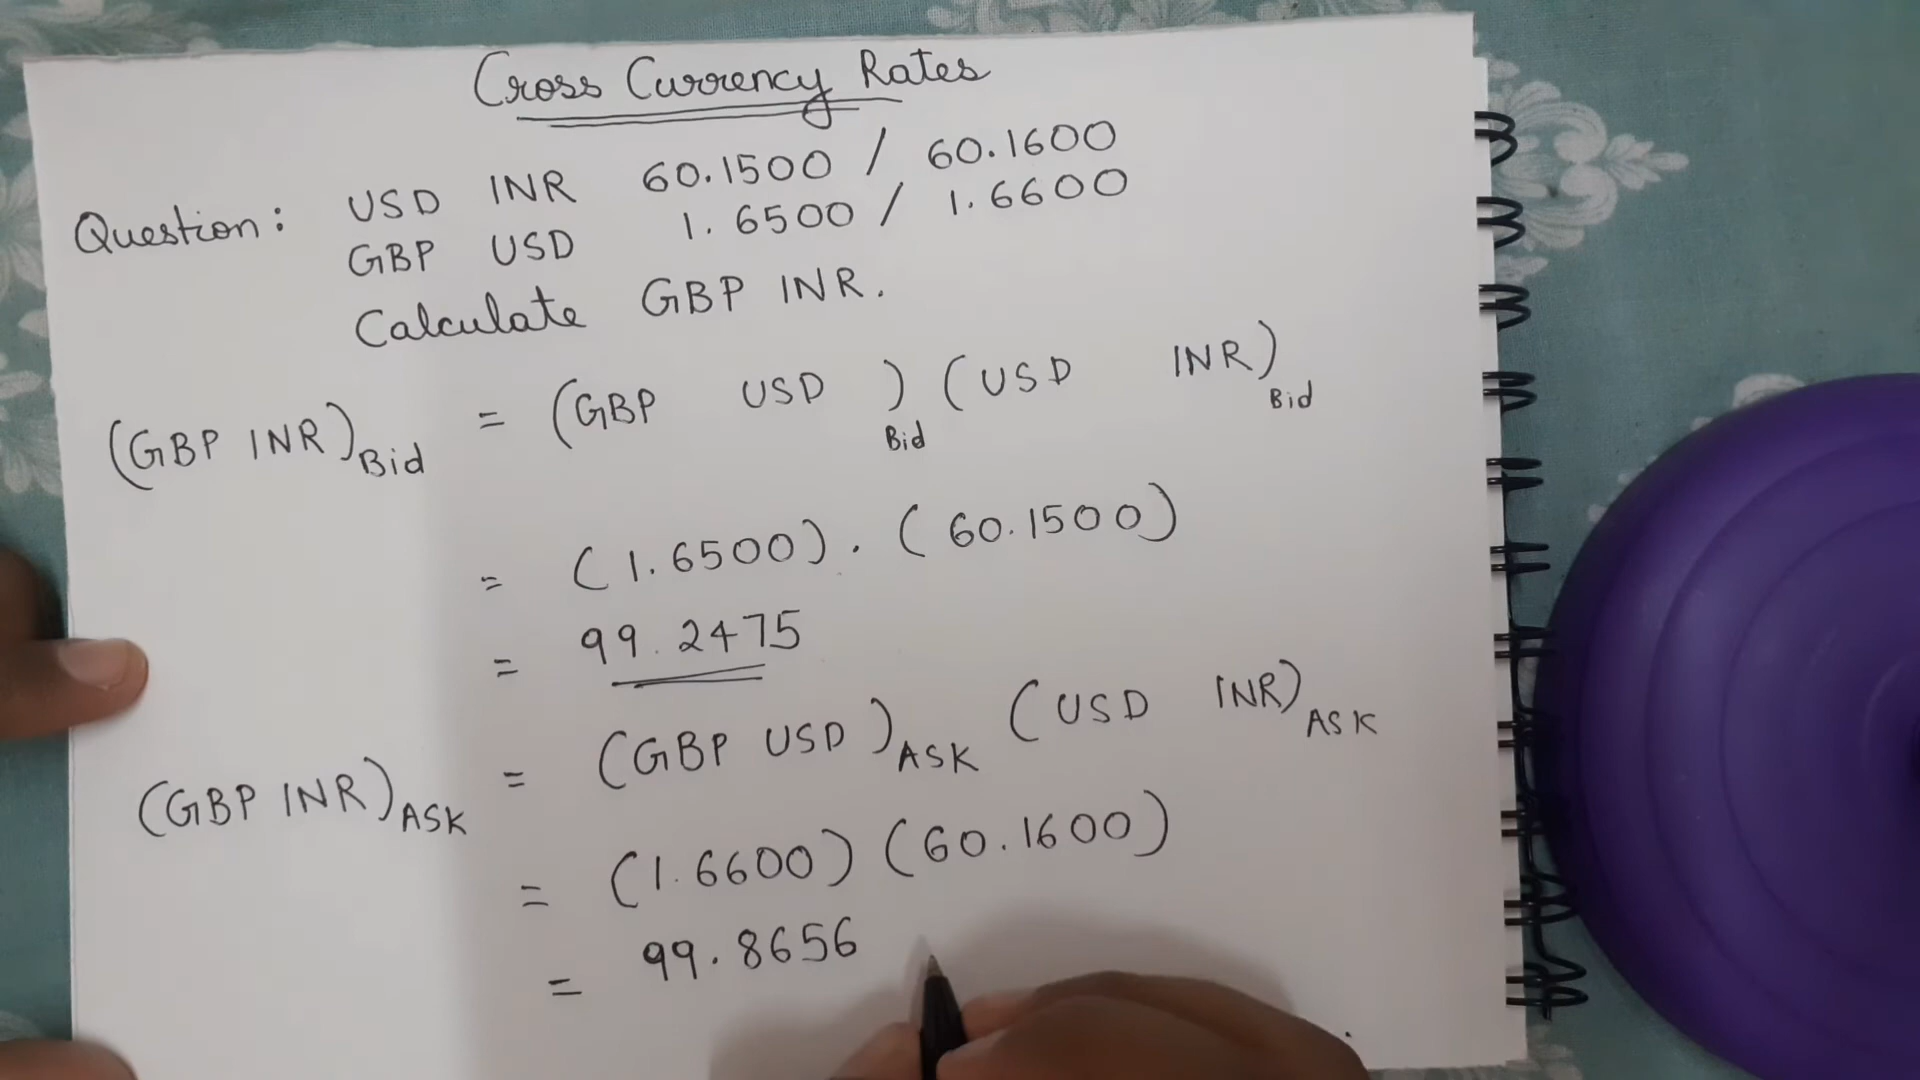 Cross Currency Rates
Question: USD INR 60.1500 / 60.1600
GBP USD 1.6500 / 1.6600
Calculate GBP INR.
(GBP INR)Bid = (GBP USD)Bid (USD INR)Bid
= (1.6500) . (60.1500)
= 99.2475
(GBP INR)ASK = (GBP USD)ASK (USD INR)ASK
= (1.6600) (60.1600)
= 99.8656